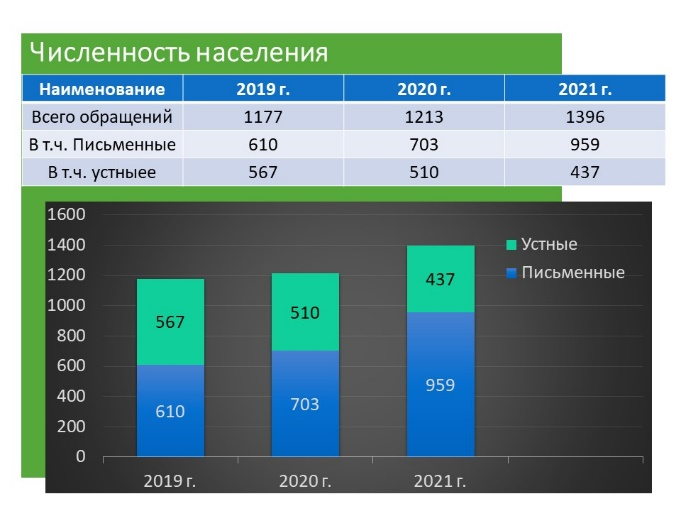 Численность населения
Наименование 2019 г. 2020 г. 2021 г.
Всего обращений 1177 1213 1396
В т.ч. Письменные 610 703 959
В т.ч. устныее 567 510 437
1600
1400
1200
1000
800
600
400
200
0
Устные
Письменные
567 510 437
610 703 959
2019 г. 2020 г. 2021 г.